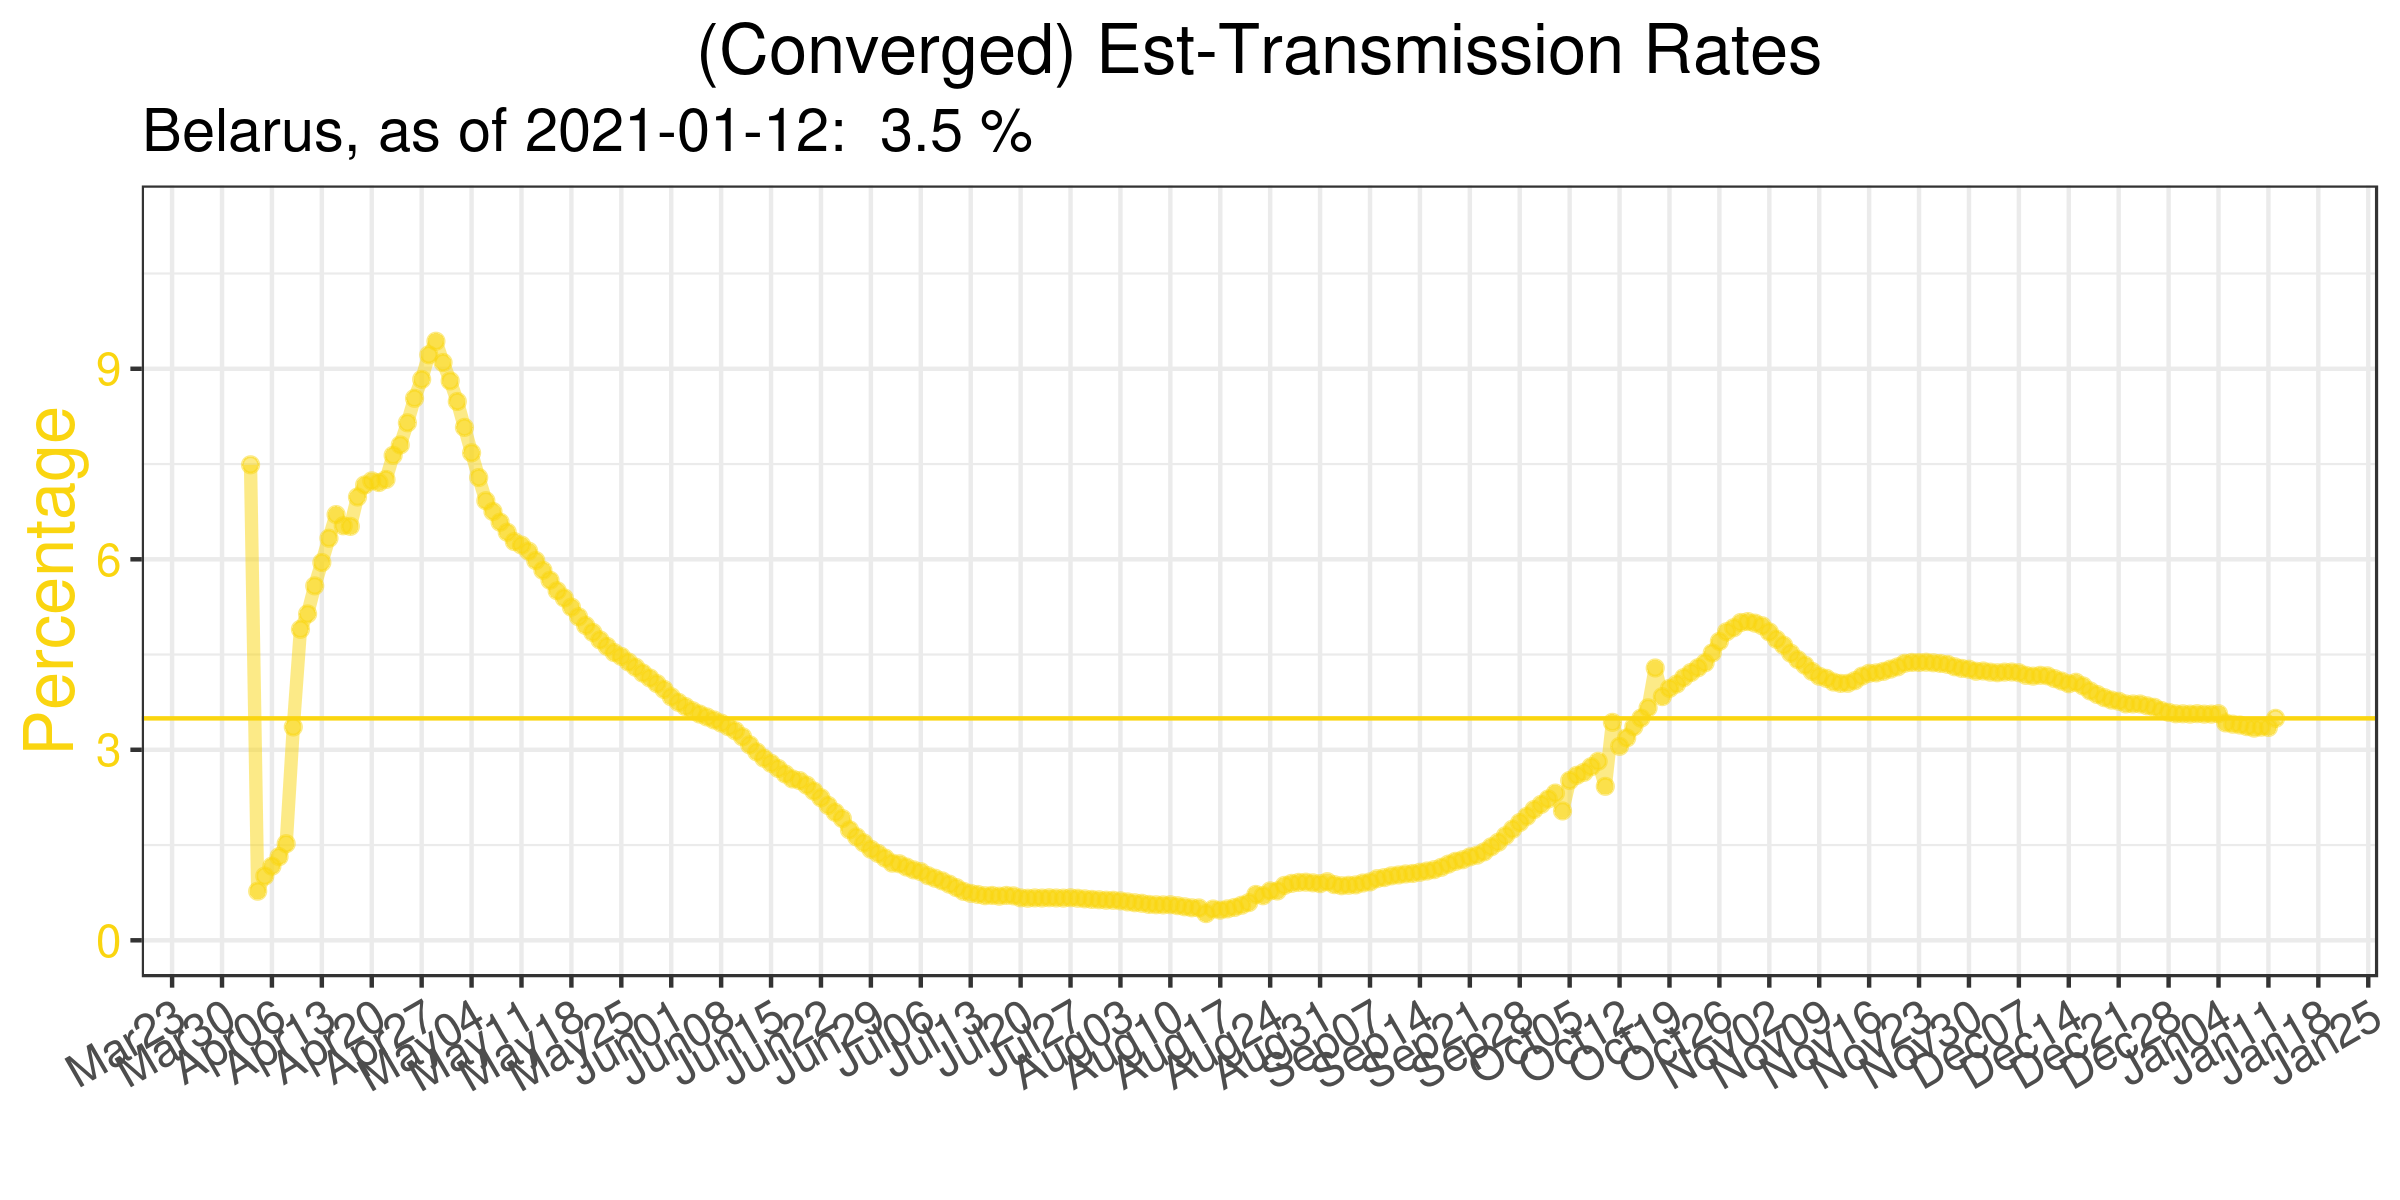 (Converged) Est-Transmission Rates
Belarus, as of 2021-01-12:  3.5 %
Percentage
9
6
3
0
Mar23
Mar30
Apr06
Apr13
Apr20
Apr27
May04
May11
May18
May25
Jun01
Jun08
Jun15
Jun22
Jun29
Jul06
Jul13
Jul20
Jul27
Aug03
Aug10
Aug17
Aug24
Aug31
Sep07
Sep14
Sep21
Sep28
Oct05
Oct12
Oct19
Oct26
Nov02
Nov09
Nov16
Nov23
Nov30
Dec07
Dec14
Dec21
Dec28
Jan04
Jan11
Jan18
Jan25